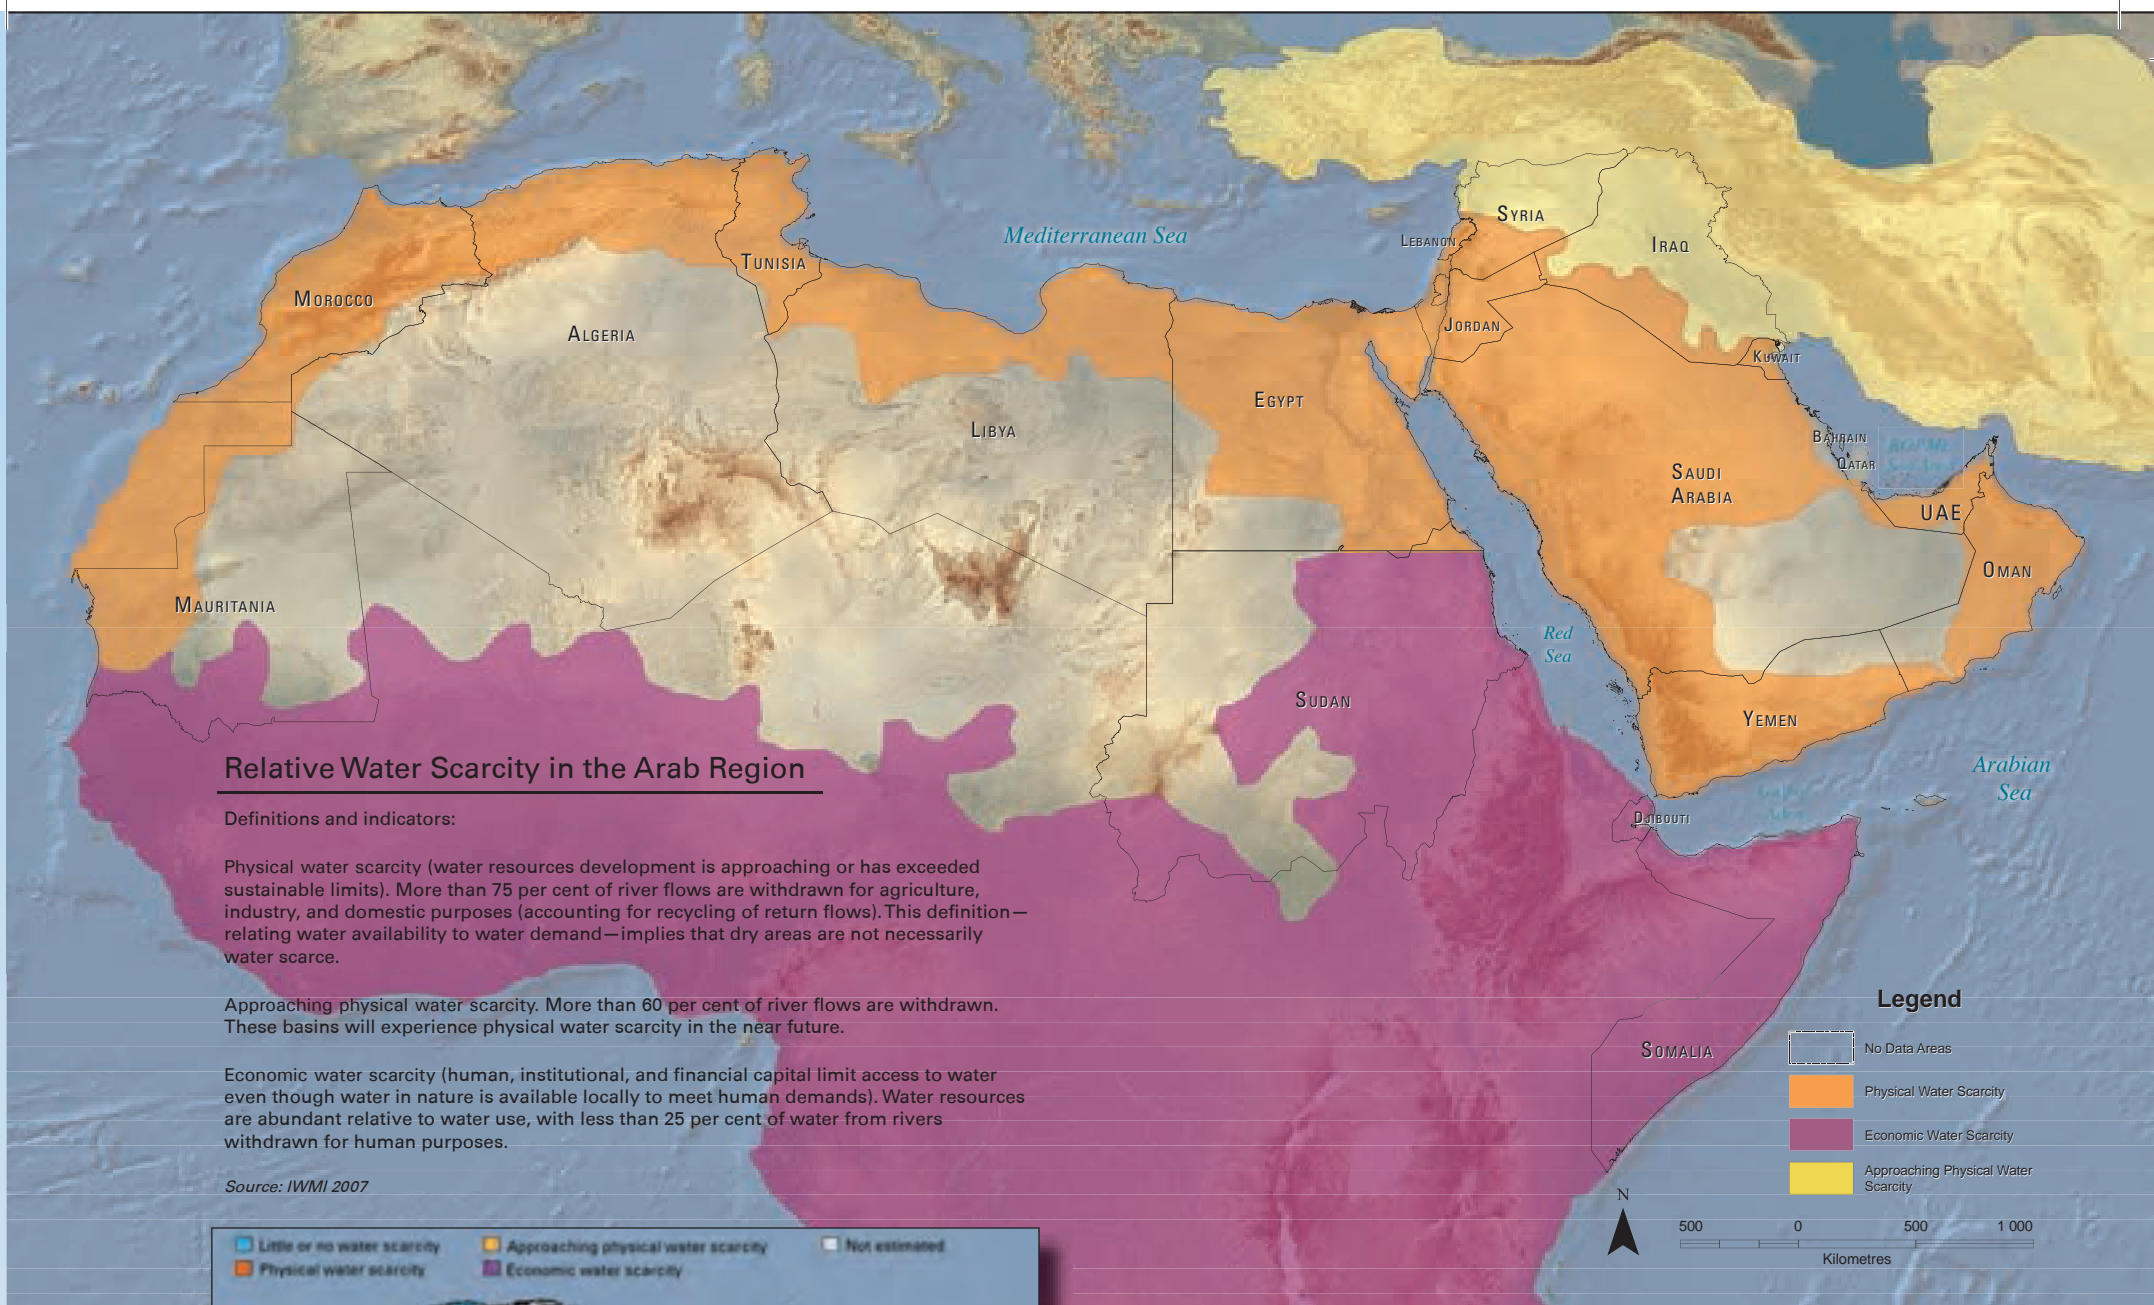 Mediterranean Sea
SYRIA
LEBANON
IRAQ
TUNISIA
MOROCCO
ALGERIA
JORDAN
KUWAIT
EGYPT
LIBYA
BAHRAIN
QATAR
SAUDI
ARABIA
UAE
OMAN
MAURITANIA
Red
Sea
SUDAN
YEMEN
Arabian
Sea
DJIBOUTI
SOMALIA
Relative Water Scarcity in the Arab Region
Definitions and indicators:
Physical water scarcity (water resources development is approaching or has exceeded
sustainable limits). More than 75 per cent of river flows are withdrawn for agriculture,
industry, and domestic purposes (accounting for recycling of return flows). This definition—
relating water availability to water demand—implies that dry areas are not necessarily
water scarce.
Approaching physical water scarcity. More than 60 per cent of river flows are withdrawn.
These basins will experience physical water scarcity in the near future.
Economic water scarcity (human, institutional, and financial capital limit access to water
even though water in nature is available locally to meet human demands). Water resources
are abundant relative to water use, with less than 25 per cent of water from rivers
withdrawn for human purposes.
Source: IWMI 2007
Legend
No Data Areas
Physical Water Scarcity
Economic Water Scarcity
Approaching Physical Water
Scarcity
N
500 0 500 1 000
Kilometres
Little or no water scarcity
Approaching physical water scarcity
Not estimated
Physical water scarcity
Economic water scarcity